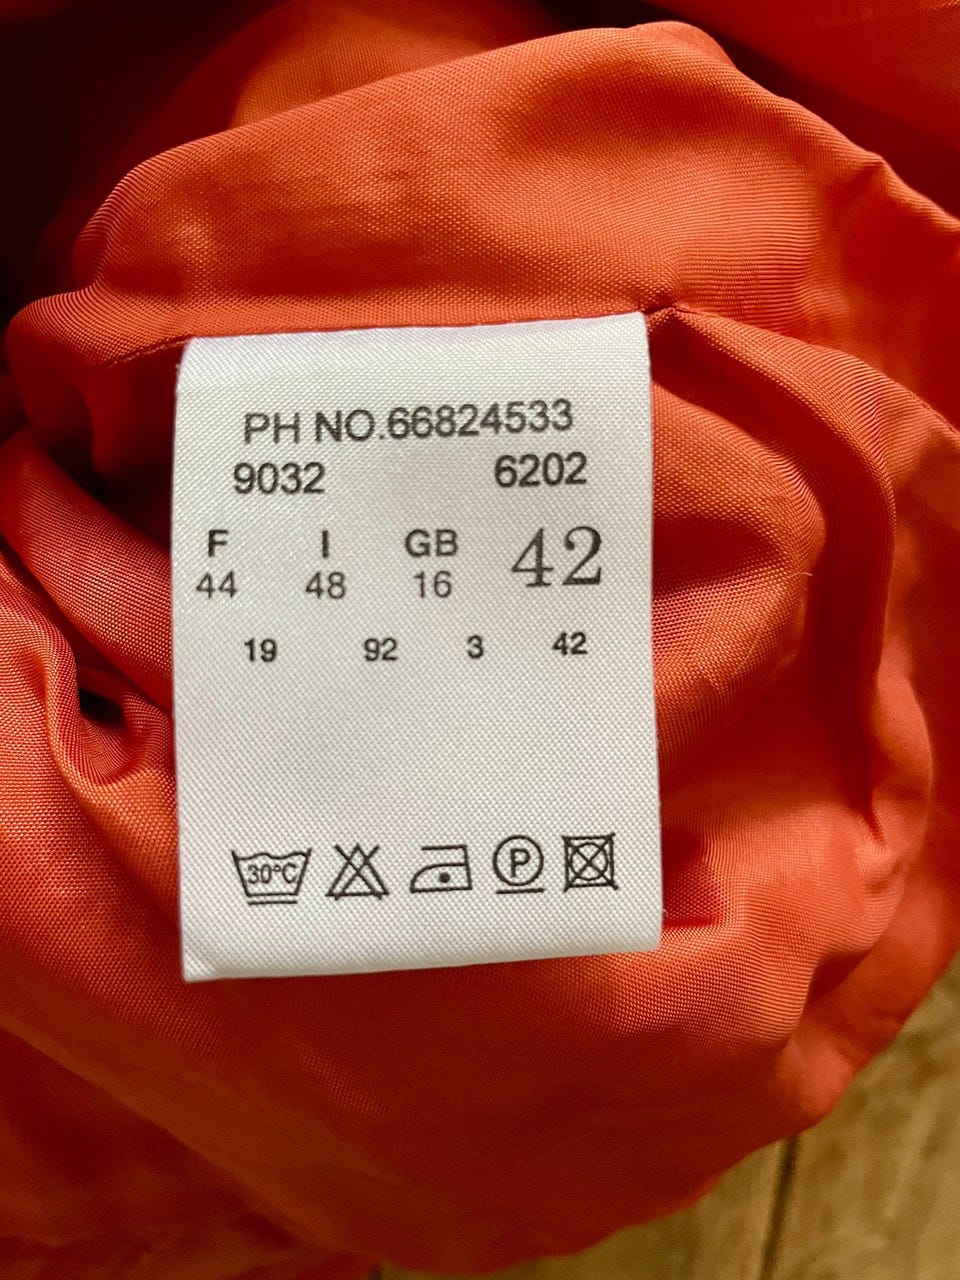 PH NO.66824533
9032 6202
F I GB 42
44 48 16
19 92 3 42
30°C P